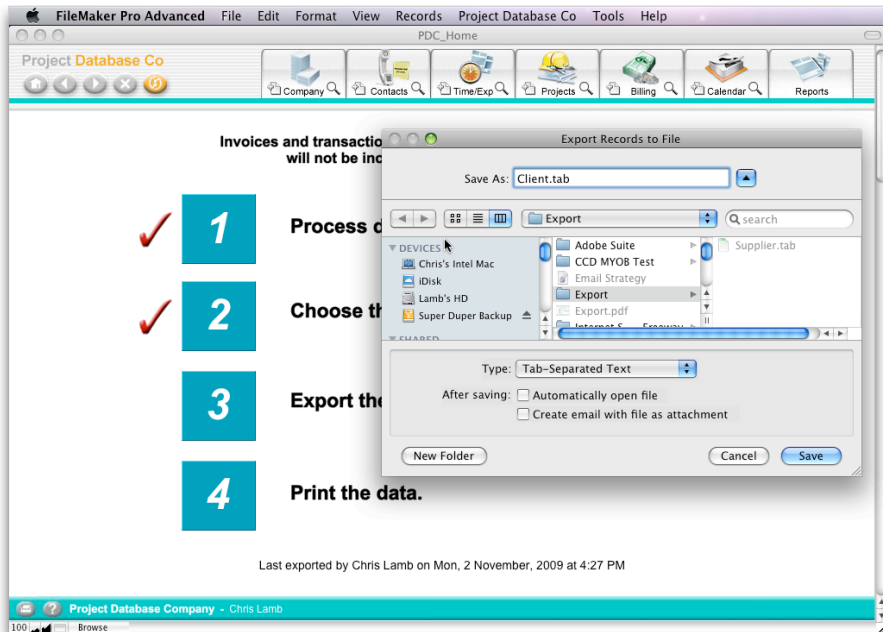 FileMaker Pro Advanced File Edit Format View Records Project Database Co Tools Help
PDC_Home
Project Database Co
Company Contacts Time/Exp Projects Billing Calendar Reports
Invoices and transactio
will not be inc
1 Process d
2 Choose th
3 Export the
4 Print the data.
Last exported by Chris Lamb on Mon, 2 November, 2009 at 4:27 PM
Export Records to File
Save As: Client.tab
Export
search
DEVICES
Chris's Intel Mac
iDisk
Lamb's HD
Super Duper Backup
SHARED
Adobe Suite
CCD MYOB Test
Email Strategy
Export
Export.pdf
Supplier.tab
Type: Tab-Separated Text
After saving: Automatically open file
Create email with file as attachment
New Folder Cancel Save
Project Database Company - Chris Lamb
100 Browse